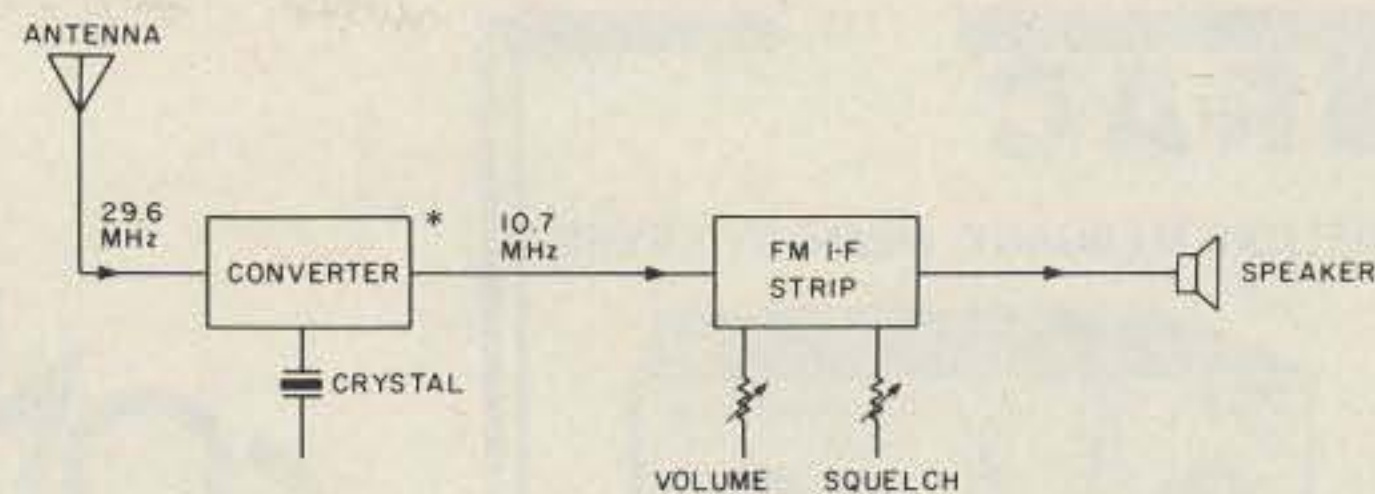 ANTENNA
29.6
MHz
CONVERTER
*
10.7
MHz
FM I-F
STRIP
SPEAKER
CRYSTAL
VOLUME
SQUELCH